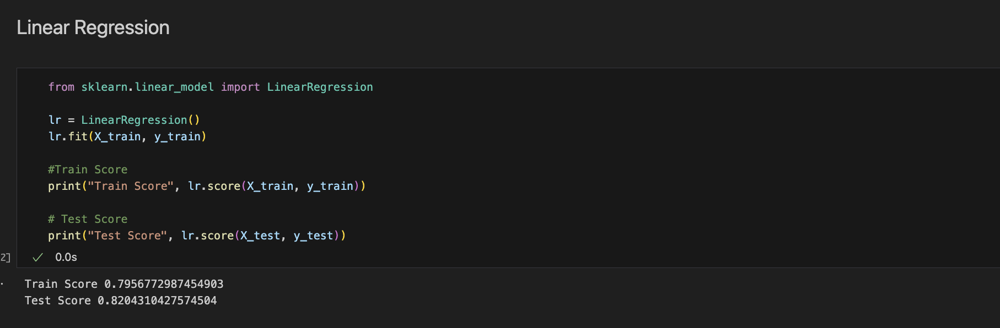 Linear Regression
from sklearn.linear_model import LinearRegression
lr = LinearRegression()
lr.fit(X_train, y_train)
#Train Score
print("Train Score", lr.score(X_train, y_train))
# Test Score
print("Test Score", lr.score(X_test, y_test))
2]
0.0s
Train Score 0.7956772987454903
Test Score 0.8204310427574504